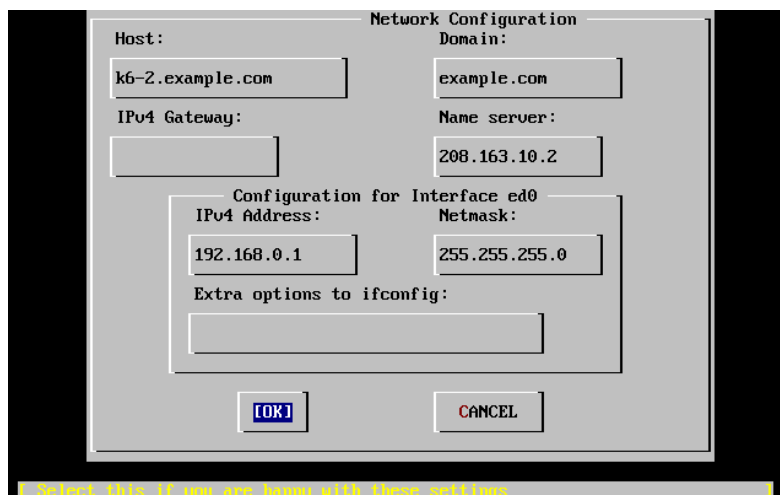 Network Configuration
Host: Domain:
k6-2.example.com example.com
IPv4 Gateway: Name server:
208.163.10.2
Configuration for Interface ed0
IPv4 Address: Netmask:
192.168.0.1 255.255.255.0
Extra options to ifconfig:
[OK] CANCEL
[ Select this if you are happy with these settings ]